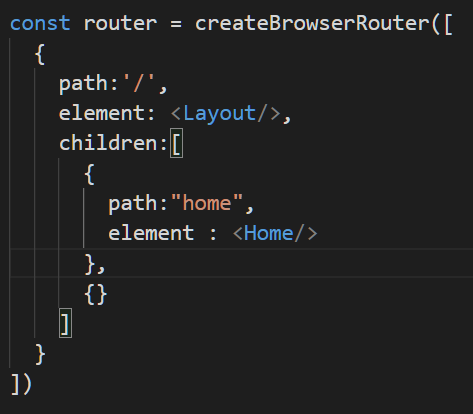 const router = createBrowserRouter([
  {
    path:'/',
    element: <Layout/>,
    children:[
      {
        path:"home",
        element : <Home/>
      },
      {}
    ]
  }
])